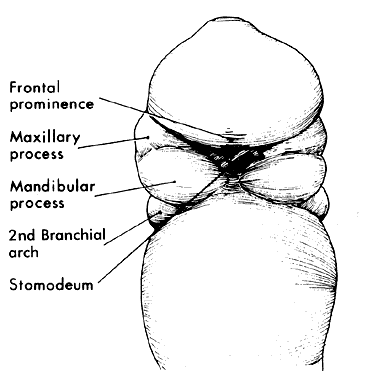 Frontal
prominence
Maxillary
process
Mandibular
process
2nd Branchial
arch
Stomodeum